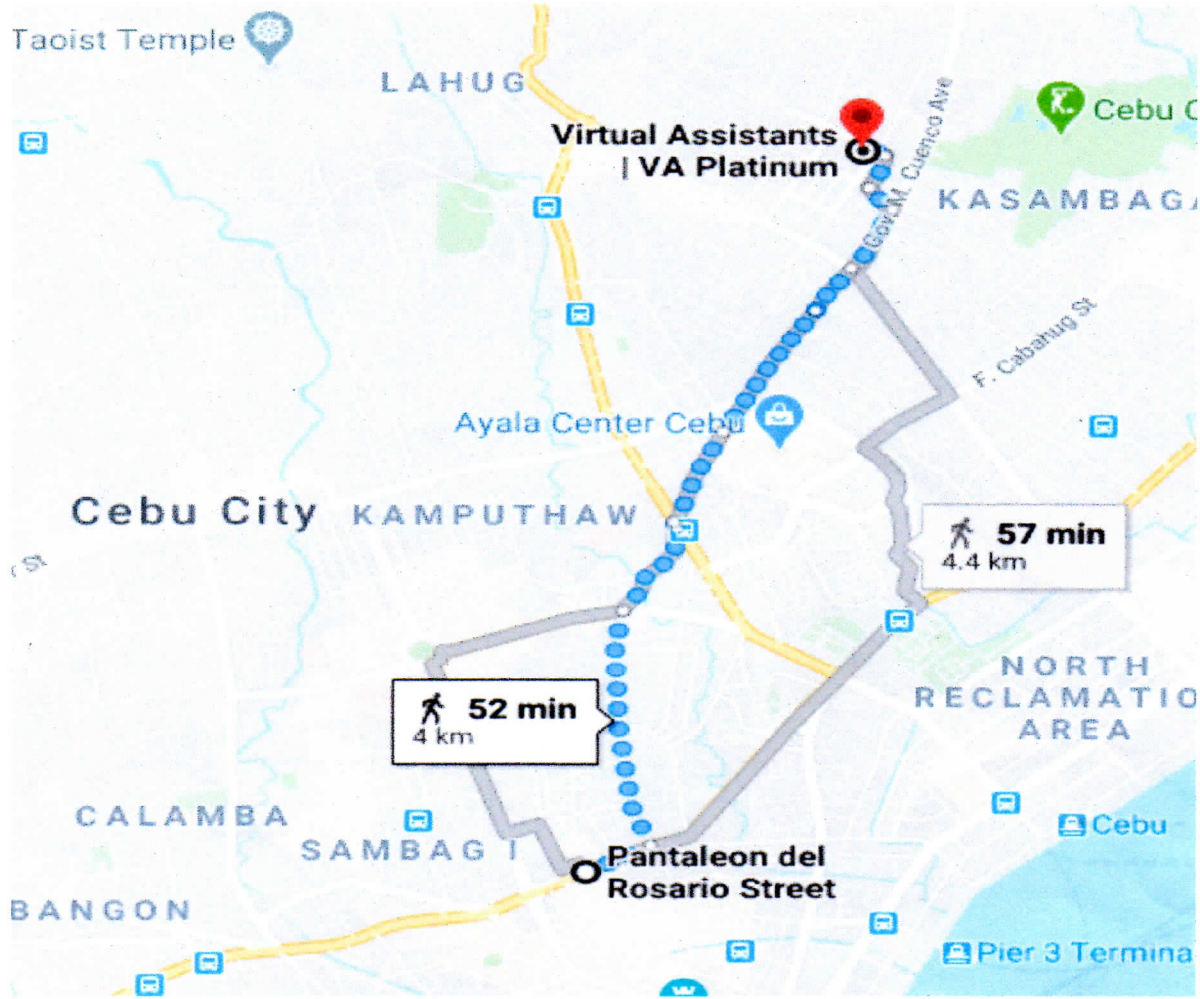 Taoist Temple
LAHUG
Cebu C
Virtual Assistants
| VA Platinum
Gov. M. Cuenco Ave
KASAMBAGA
F. Cabahug St
Ayala Center Cebu
Cebu City
KAMPUTHAW
57 min
4.4 km
r St
NORTH
RECLAMATIO
AREA
52 min
4 km
CALAMBA
SAMBAG I
Cebu
Pantaleon del
Rosario Street
BANGON
Pier 3 Termina